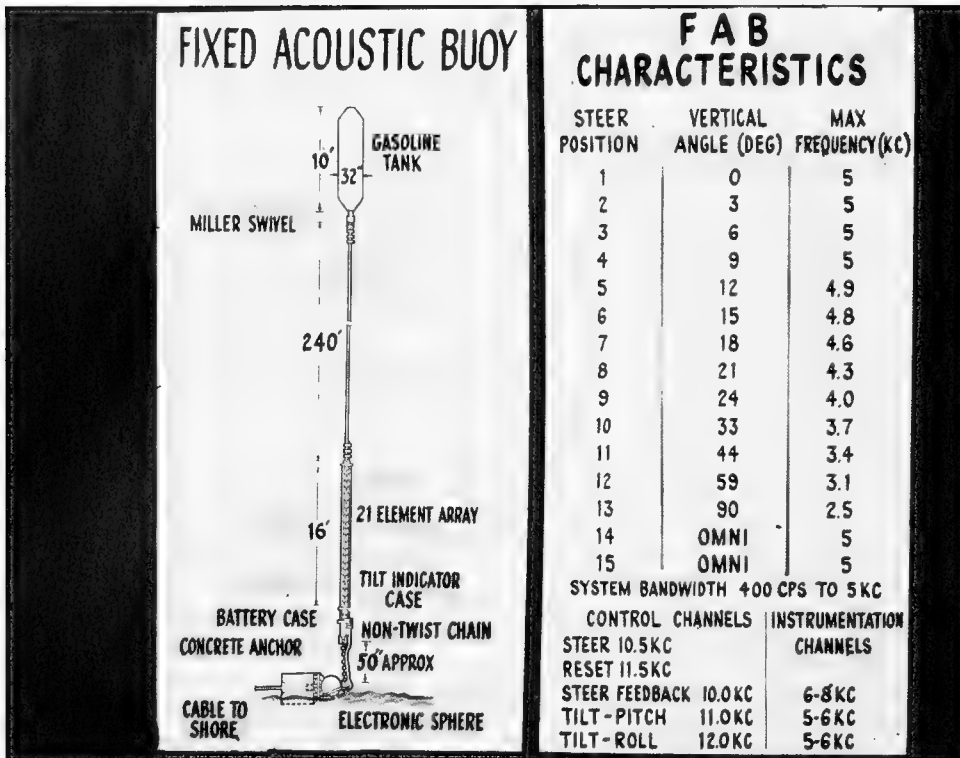 FIXED ACOUSTIC BUOY
GASOLINE
TANK
10'
32"
MILLER SWIVEL
240'
21 ELEMENT ARRAY
16'
TILT INDICATOR
CASE
BATTERY CASE
NON-TWIST CHAIN
CONCRETE ANCHOR
50" APPROX
CABLE TO
SHORE
ELECTRONIC SPHERE
FAB
CHARACTERISTICS
STEER POSITION VERTICAL ANGLE (DEG) MAX FREQUENCY (KC)
1 0 5
2 3 5
3 6 5
4 9 5
5 12 4.9
6 15 4.8
7 18 4.6
8 21 4.3
9 24 4.0
10 33 3.7
11 44 3.4
12 59 3.1
13 90 2.5
14 OMNI 5
15 OMNI 5
SYSTEM BANDWIDTH 400 CPS TO 5KC
CONTROL CHANNELS INSTRUMENTATION CHANNELS
STEER 10.5KC
RESET 11.5KC
STEER FEEDBACK 10.0KC 6-8KC
TILT-PITCH 11.0KC 5-6KC
TILT-ROLL 12.0KC 5-6KC